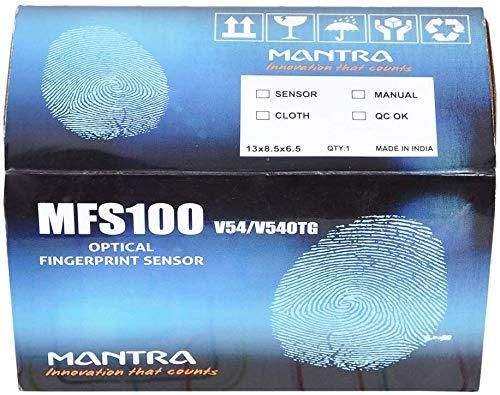 MANTRA
Innovation that counts
SENSOR MANUAL
CLOTH QC OK
13x8.5x6.5 QTY:1 MADE IN INDIA
MFS100 V54/V54OTG
OPTICAL
FINGERPRINT SENSOR
MANTRA
Innovation that counts